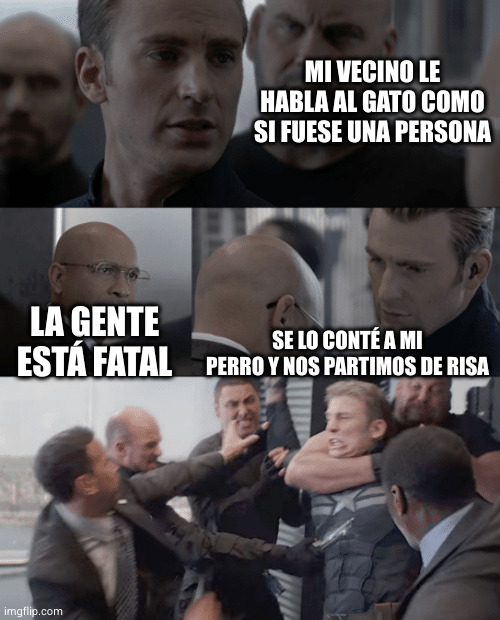 MI VECINO LE
HABLA AL GATO COMO
SI FUESE UNA PERSONA
LA GENTE
ESTÁ FATAL
SE LO CONTÉ A MI
PERRO Y NOS PARTIMOS DE RISA
imgflip.com